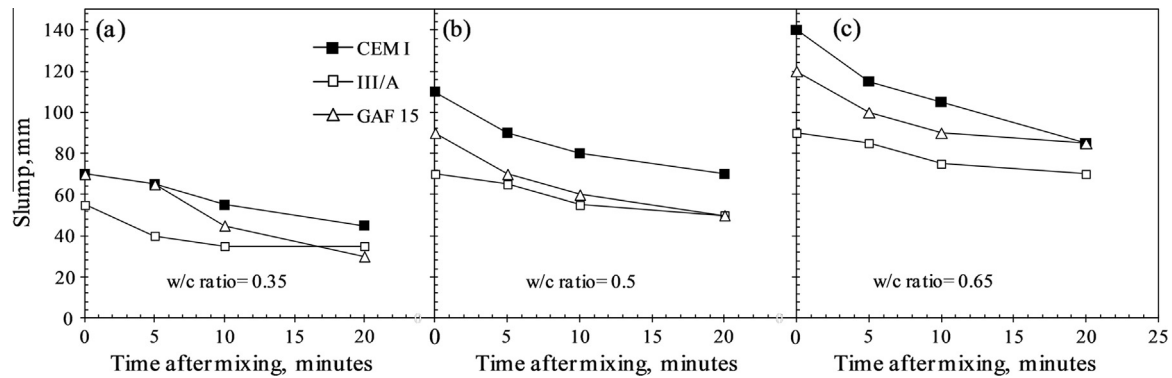 (a)
(b)
(c)
140
120
100
80
60
40
20
0
Slump, mm
CEM I
III/A
GAF 15
w/c ratio= 0.35
w/c ratio= 0.5
w/c ratio= 0.65
0 5 10 15 20
0 5 10 15 20
0 5 10 15 20 25
Time after mixing, minutes
Time after mixing, minutes
Time after mixing, minutes